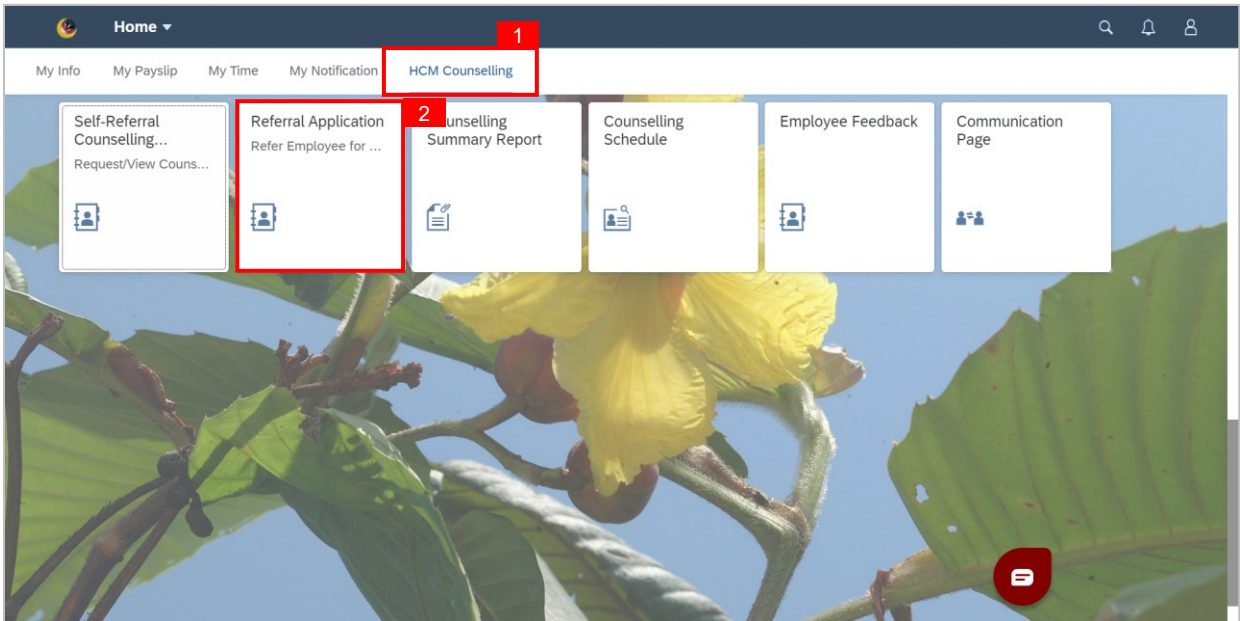 Home
1
My Info My Payslip My Time My Notification HCM Counselling
2
Self-Referral
Counselling...
Request/View Couns...
Referral Application
Refer Employee for ...
unselling
Summary Report
Counselling
Schedule
Employee Feedback
Communication
Page